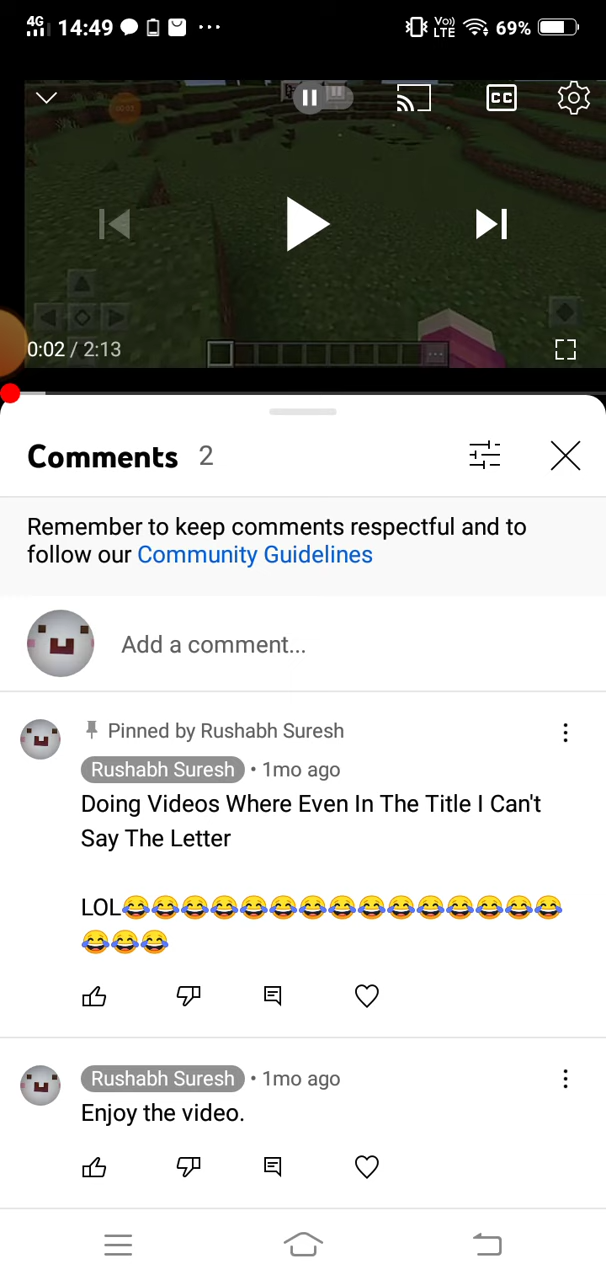 4G 14:49 Vo)) LTE 69%
CC
0:02 / 2:13
Comments 2
Remember to keep comments respectful and to
follow our Community Guidelines
Add a comment...
Pinned by Rushabh Suresh
Rushabh Suresh • 1mo ago
Doing Videos Where Even In The Title I Can't
Say The Letter
LOL😂😂😂😂😂😂😂😂😂😂😂😂😂😂😂
😂😂😂
Rushabh Suresh • 1mo ago
Enjoy the video.